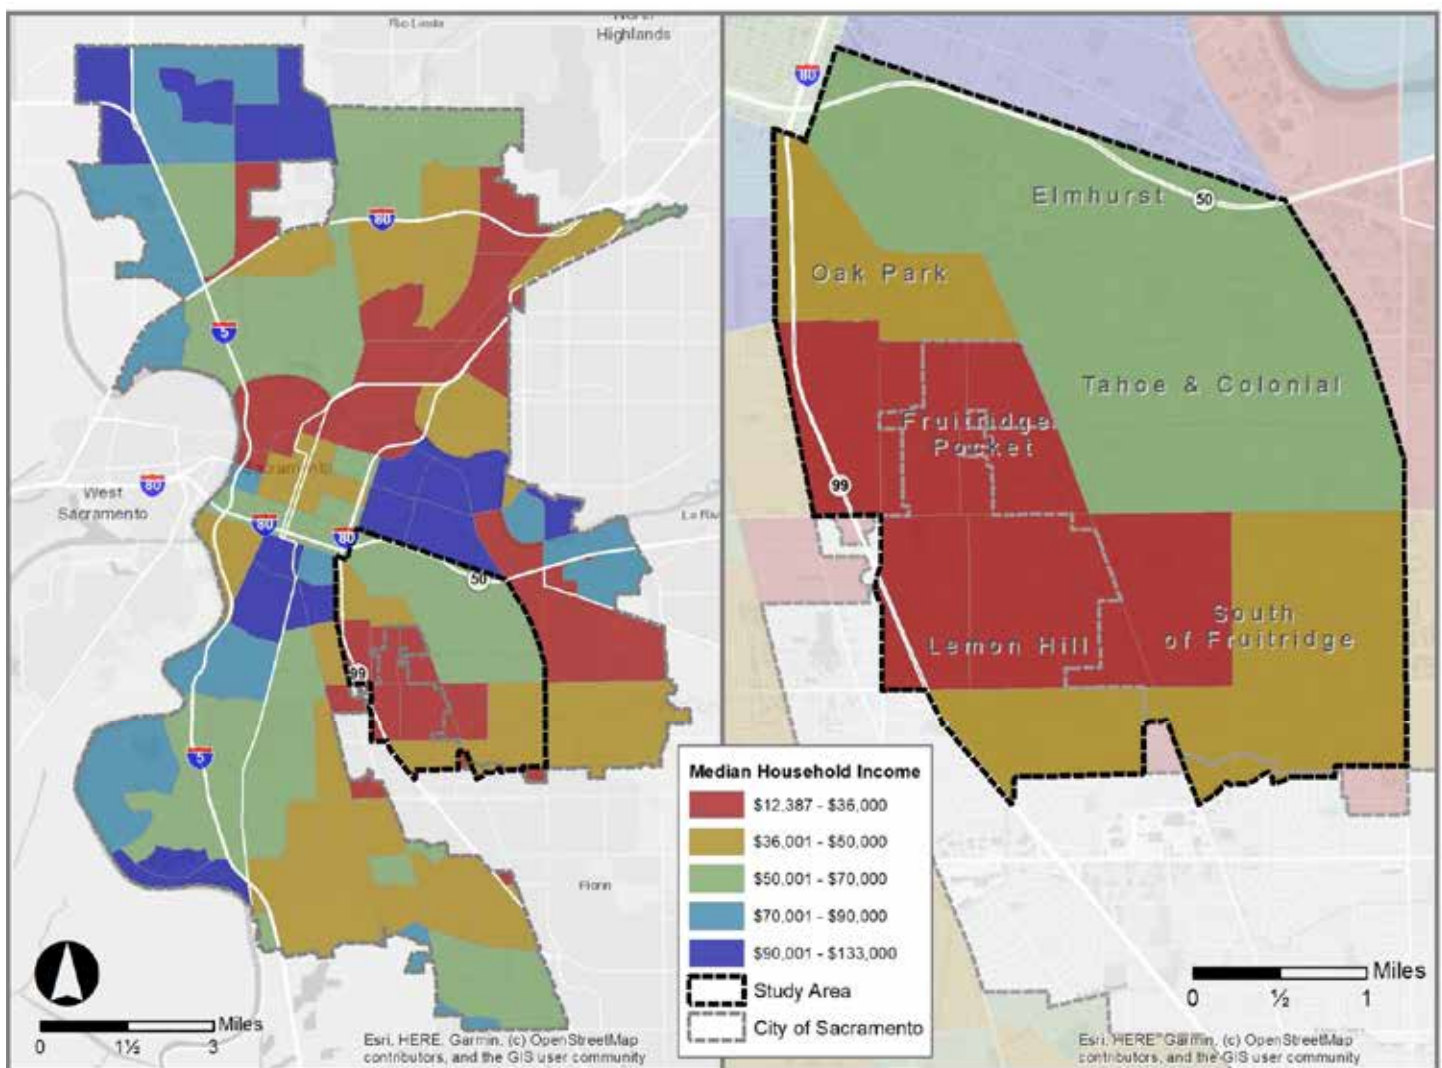 Rio Linda
North
Highlands
80
5
Sacramento
80
West
Sacramento
80
80
La Riv
50
99
5
Florin
Miles
0 1½ 3
Esri, HERE, Garmin, (c) OpenStreetMap
contributors, and the GIS user community
Median Household Income
$12,387 - $36,000
$36,001 - $50,000
$50,001 - $70,000
$70,001 - $90,000
$90,001 - $133,000
Study Area
City of Sacramento
80
Elmhurst
50
Oak Park
Tahoe & Colonial
Fruitridge
Pocket
99
South
of Fruitridge
Lemon Hill
Miles
0 ½ 1
Esri, HERE, Garmin, (c) OpenStreetMap
contributors, and the GIS user community